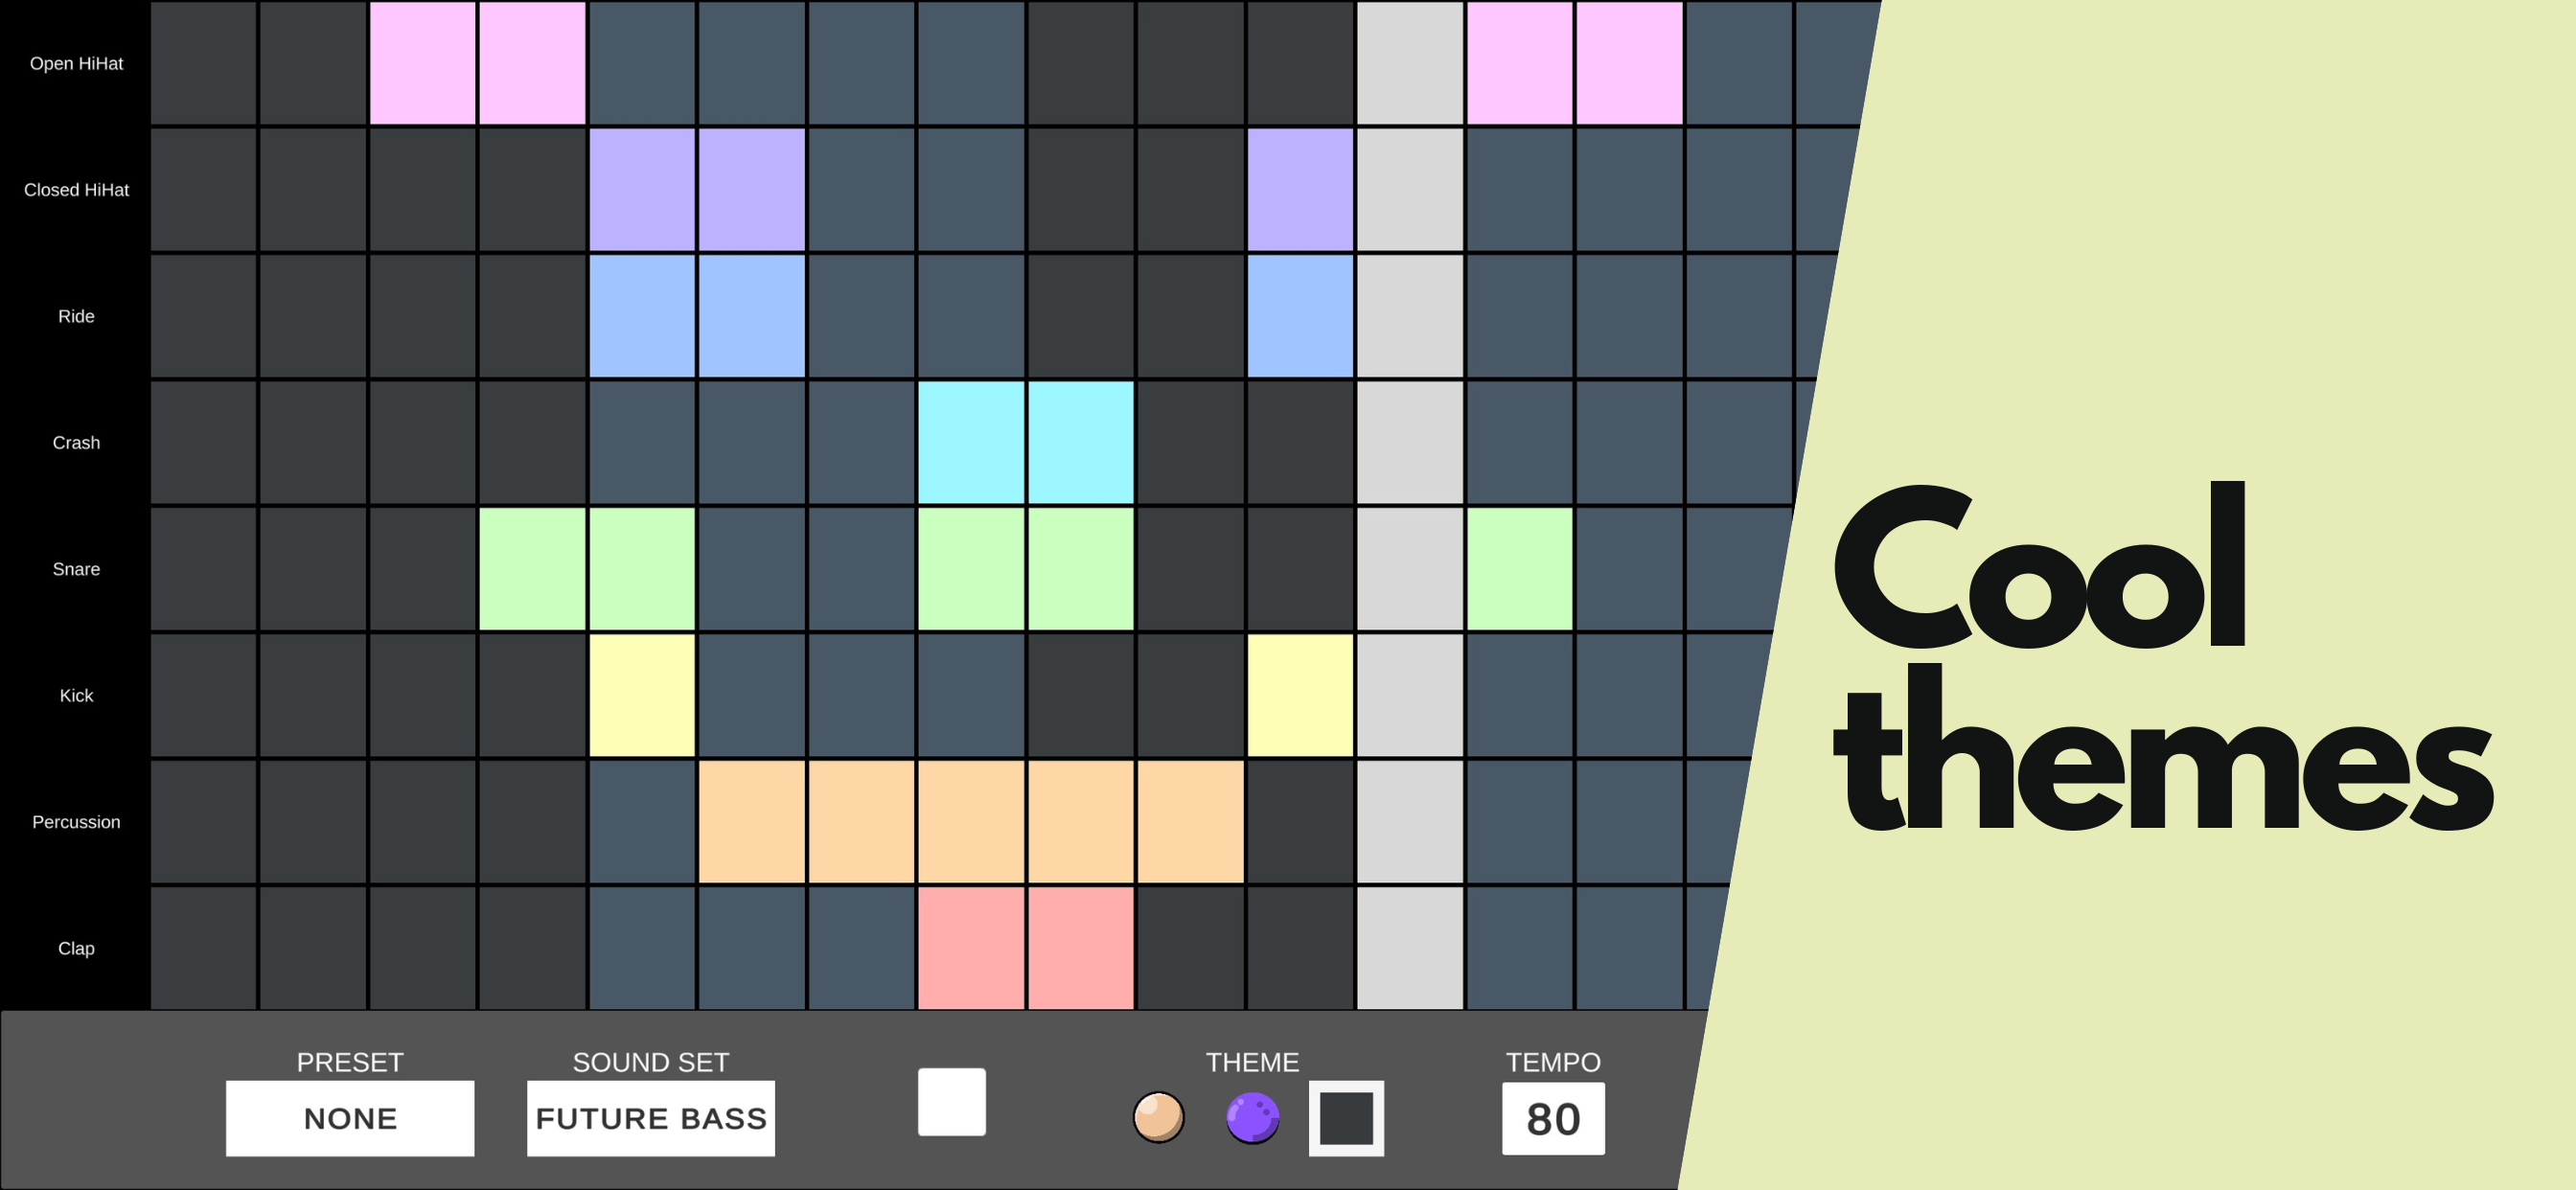 Open HiHat
Closed HiHat
Ride
Crash
Snare
Kick
Percussion
Clap
PRESET
NONE
SOUND SET
FUTURE BASS
THEME
TEMPO
80
Cool
themes